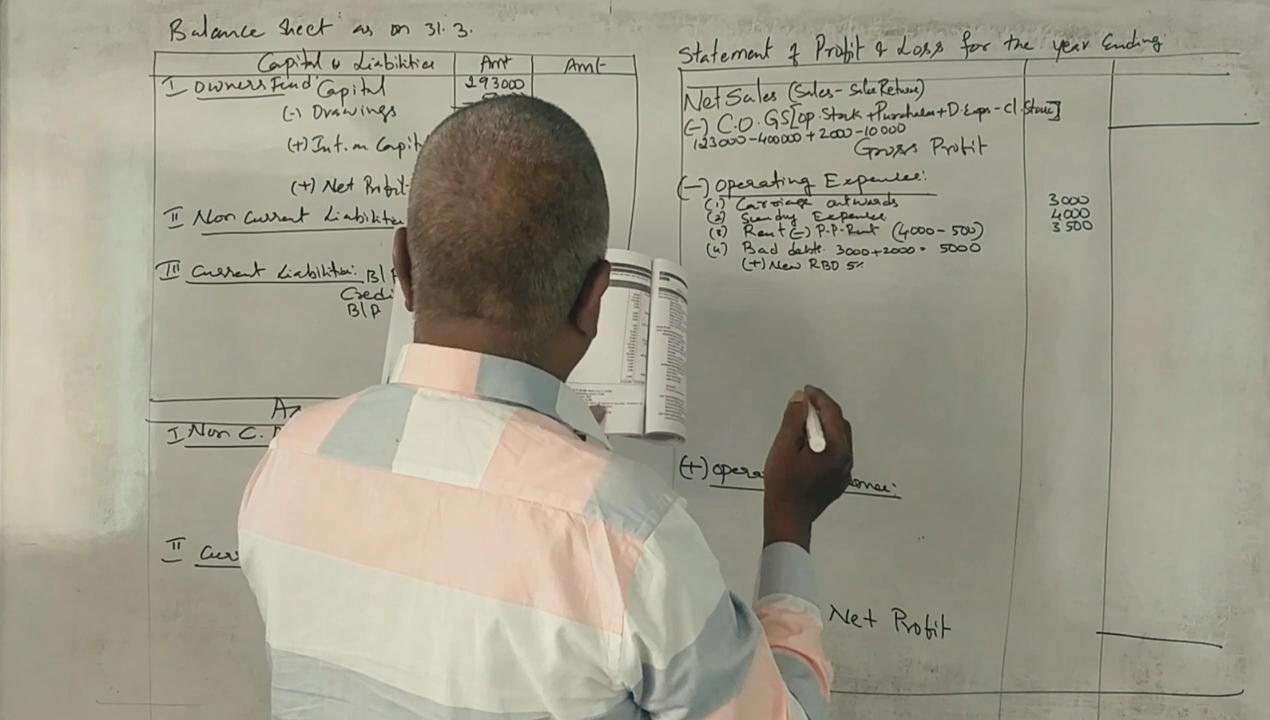 Balance Sheet as on 31.3.
Capital & Liabilities Amt Amt
I Owners Fund Capital 293000
(-) Drawings
(+) Int. on Capit
(+) Net Profit
II Non Current Liabilitie
III Current Liabilities: B/
Credi
B/P
I Non C.
II Curr
Statement of Profit & Loss for the year Ending
Net Sales (Sales - Sales Return)
(-) C.O.GS [Op. Stock + Purchases + D. Exps - Cl. Stock]
123000 - 400000 + 2000 - 10000
Gross Profit
(-) Operating Expenses:
(1) Carriage outwards 3000
(2) Sundry Expenses 4000
(3) Rent (-) P.P. Rent (4000 - 500) 3500
(4) Bad debts 3000 + 2000 = 5000
(+) New RBD 5%
(+) Opera
Net Profit